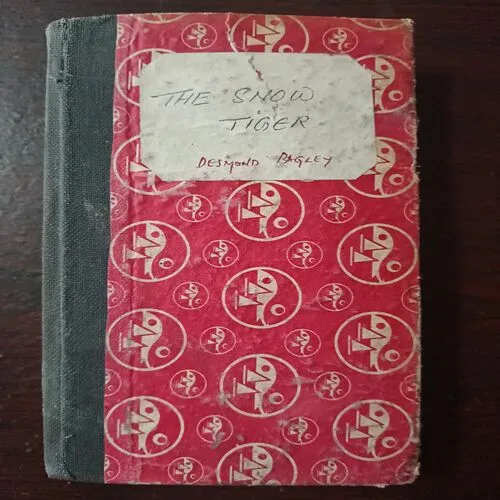 THE SNOW
TIGER
DESMOND BAGLEY